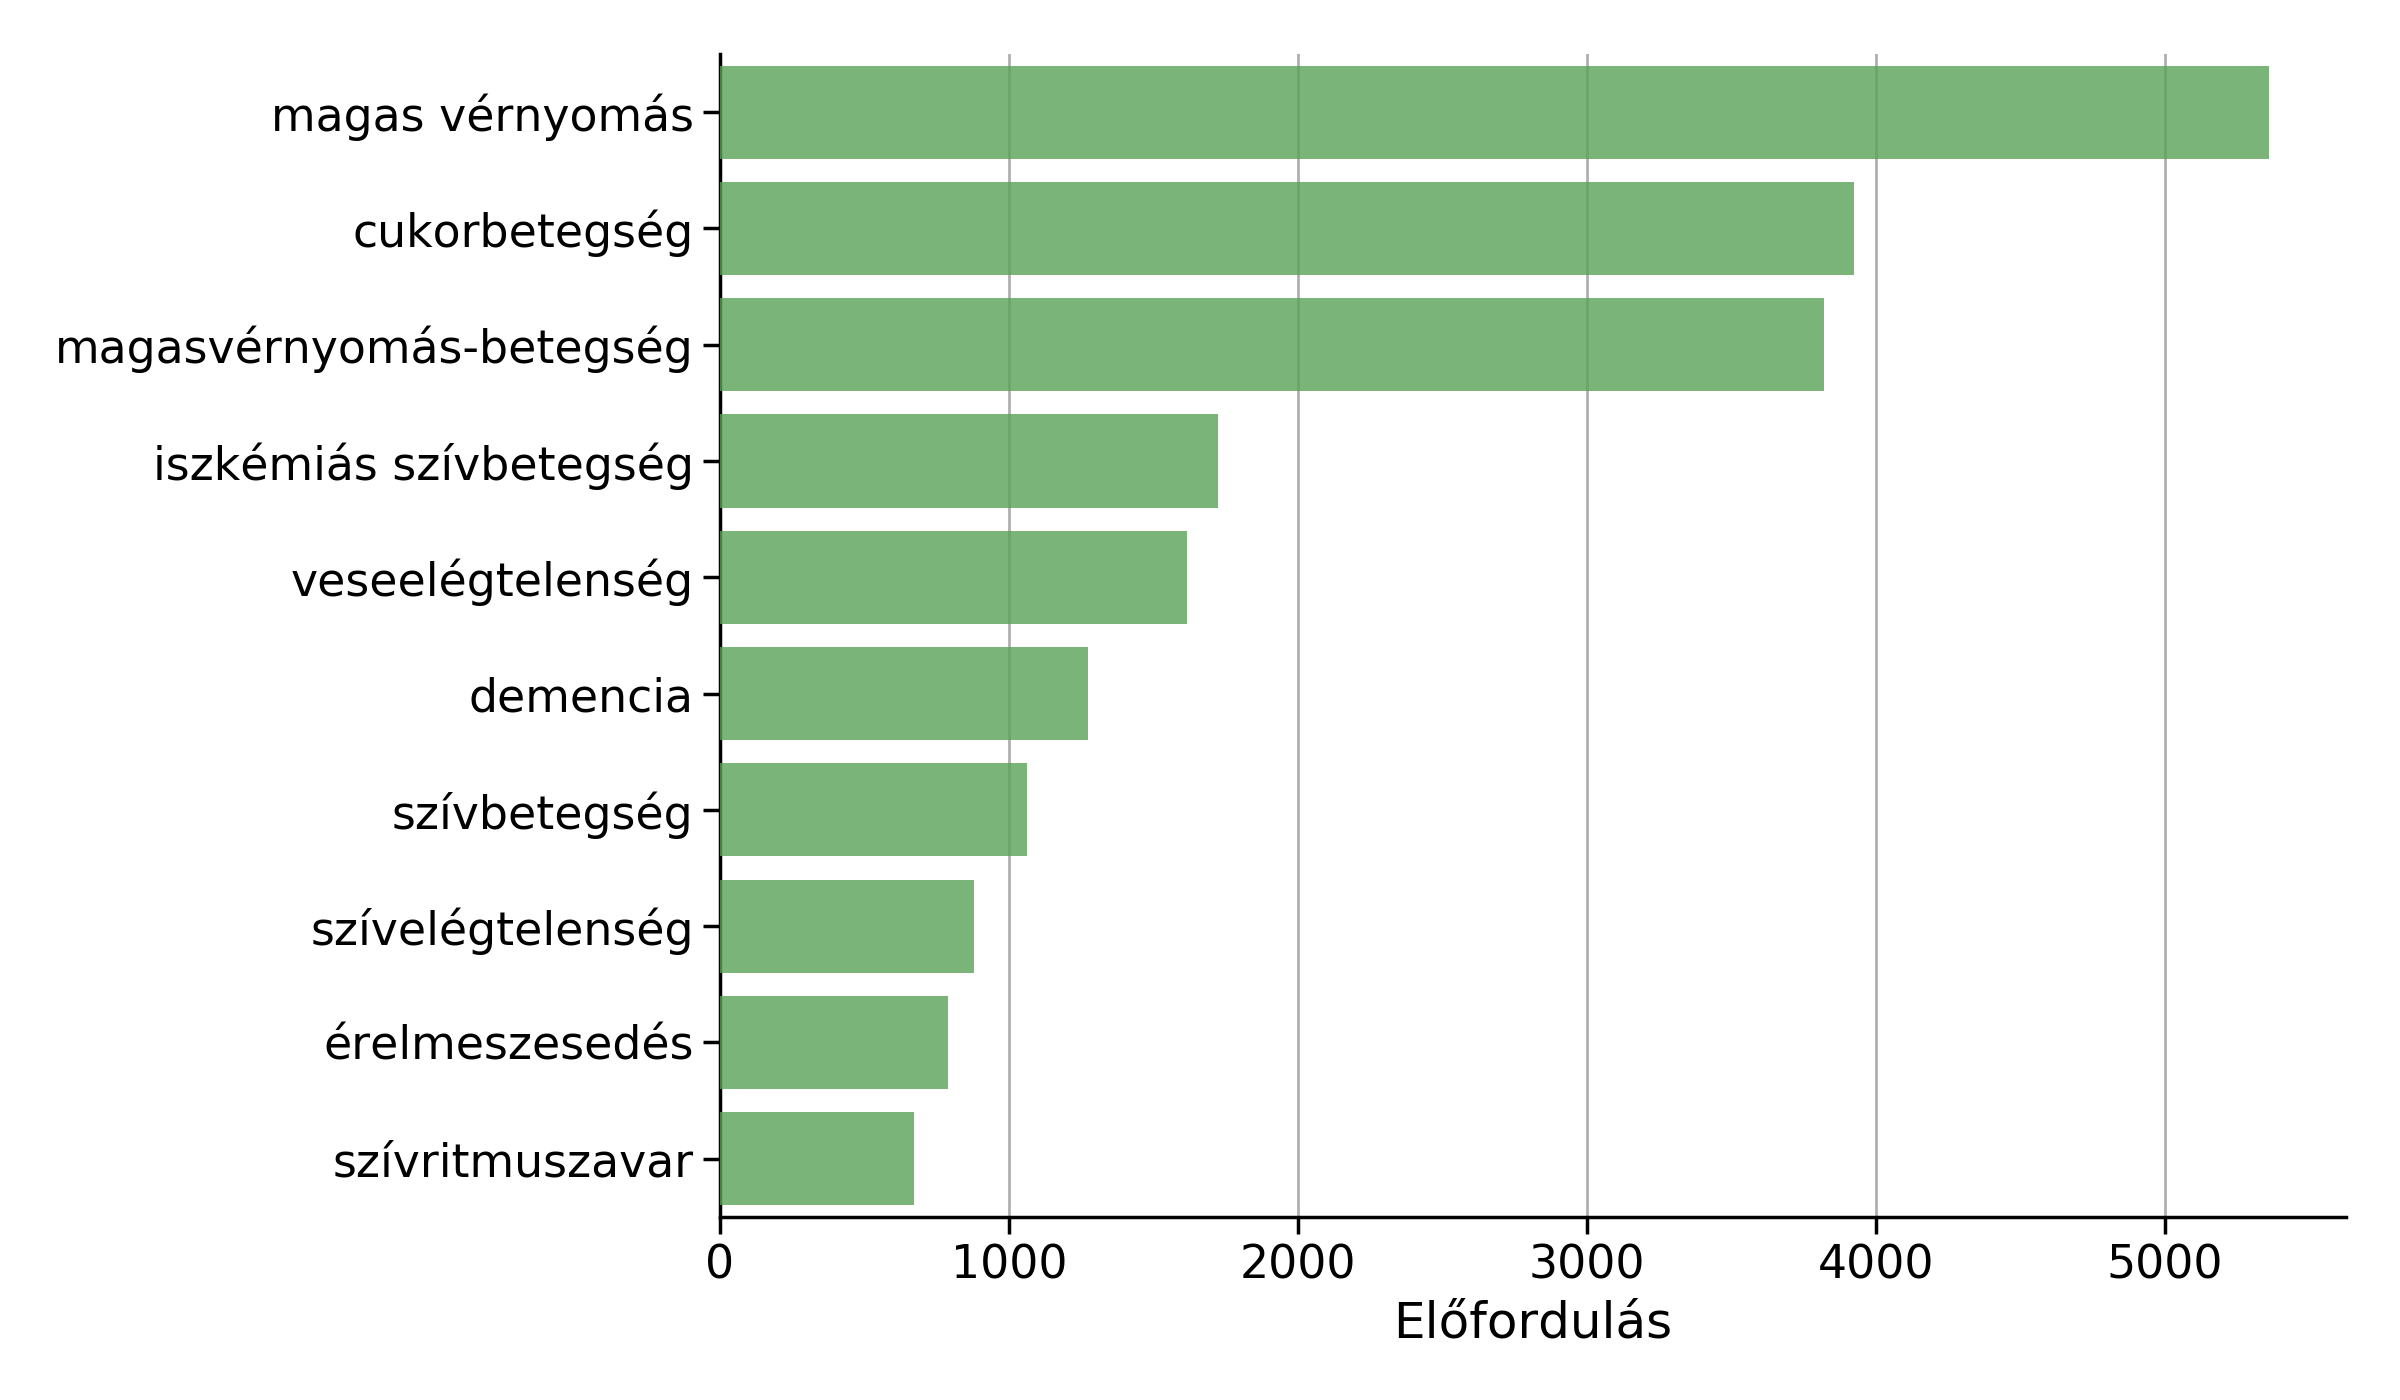 magas vérnyomás
cukorbetegség
magasvérnyomás-betegség
iszkémiás szívbetegség
veseelégtelenség
demencia
szívbetegség
szívelégtelenség
érelmeszesedés
szívritmuszavar
0 1000 2000 3000 4000 5000
Előfordulás